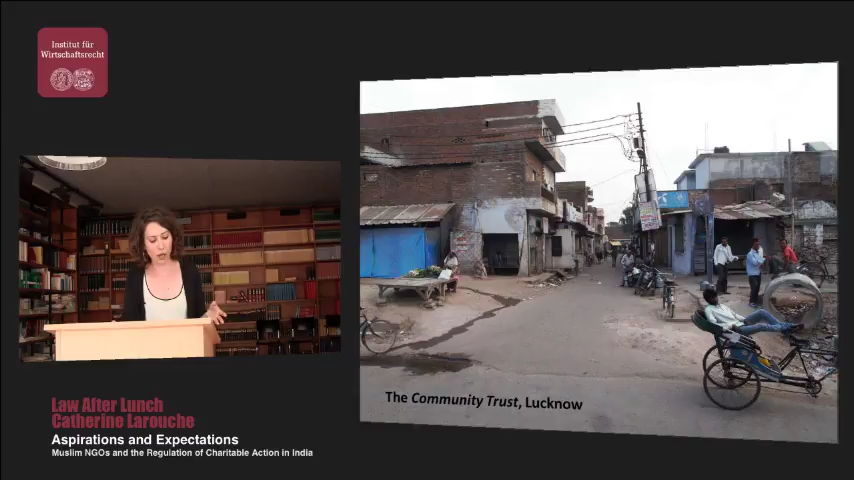 Institut für
Wirtschaftsrecht
The Community Trust, Lucknow
Law After Lunch
Catherine Larouche
Aspirations and Expectations
Muslim NGOs and the Regulation of Charitable Action in India